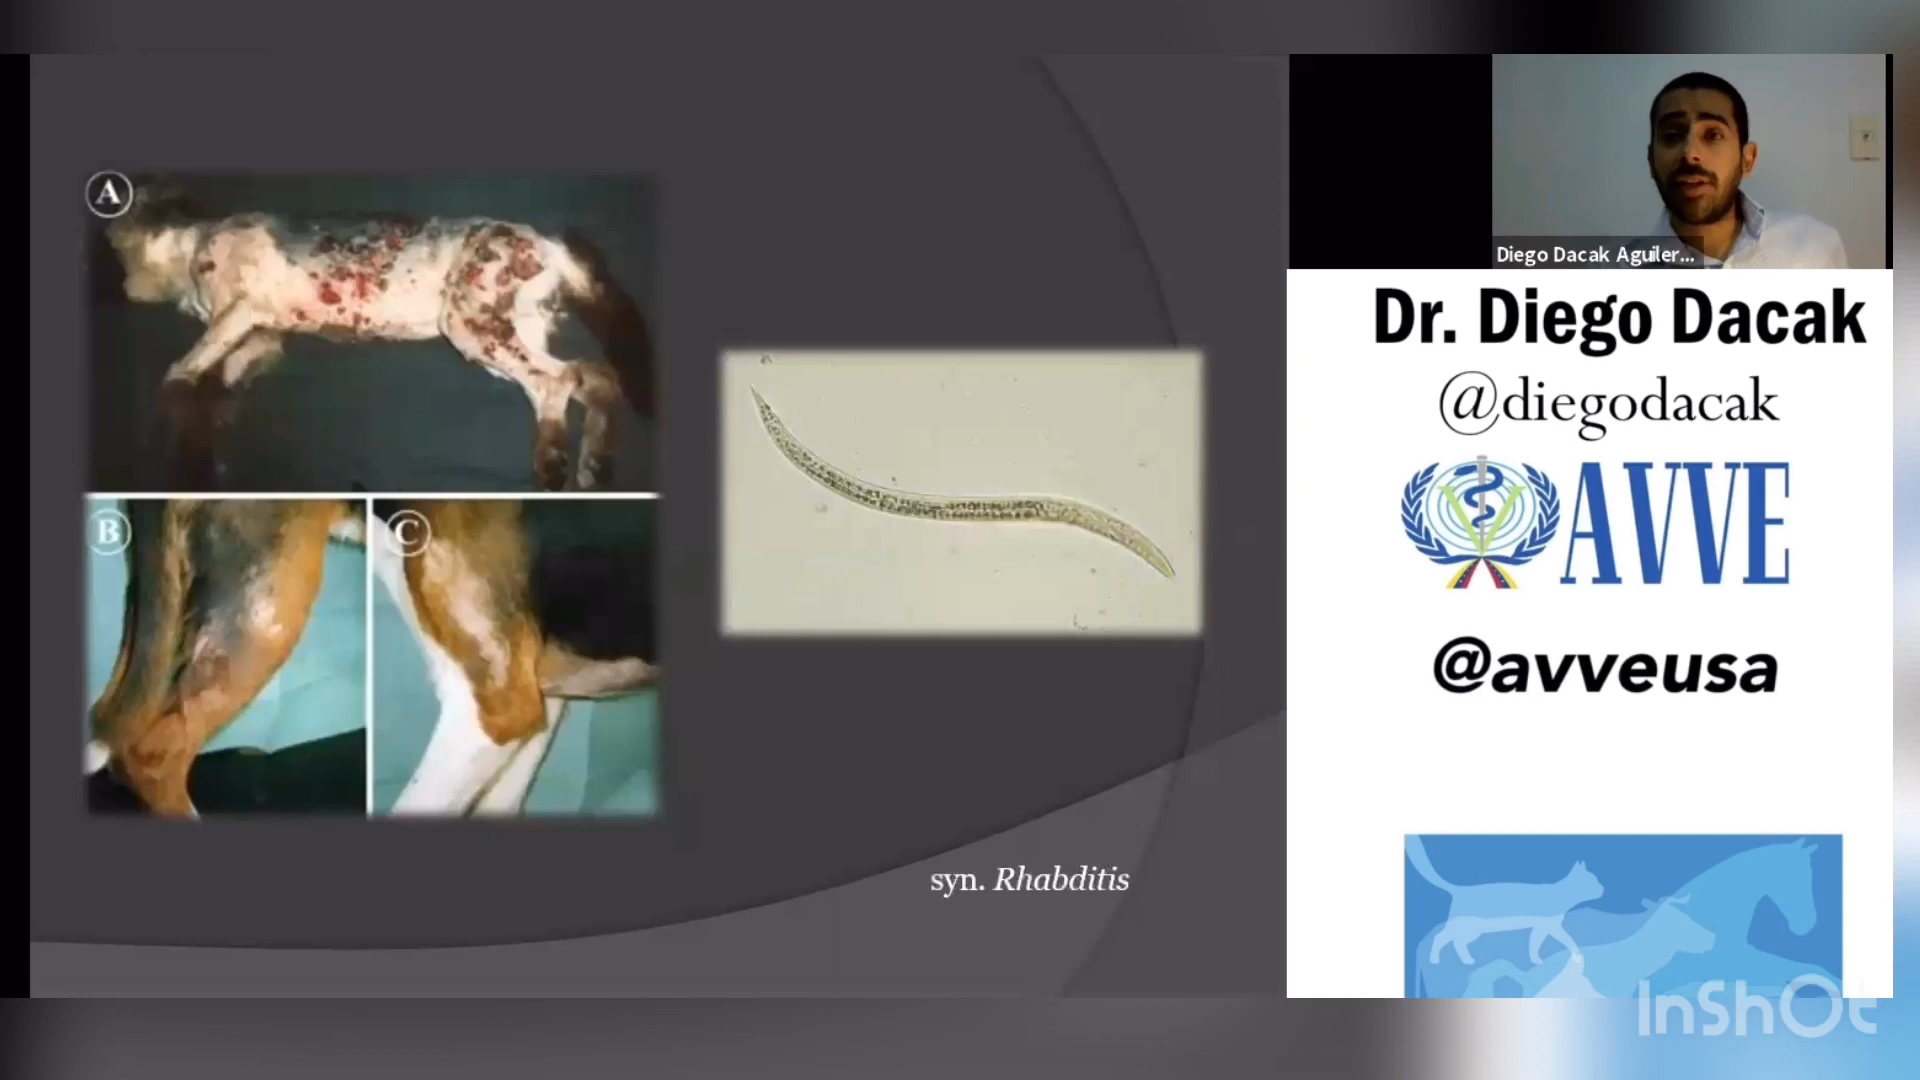 A
B
C
syn. Rhabditis
Diego Dacak Aguiler...
Dr. Diego Dacak
@diegodacak
AVVE
@avveusa
InShOt